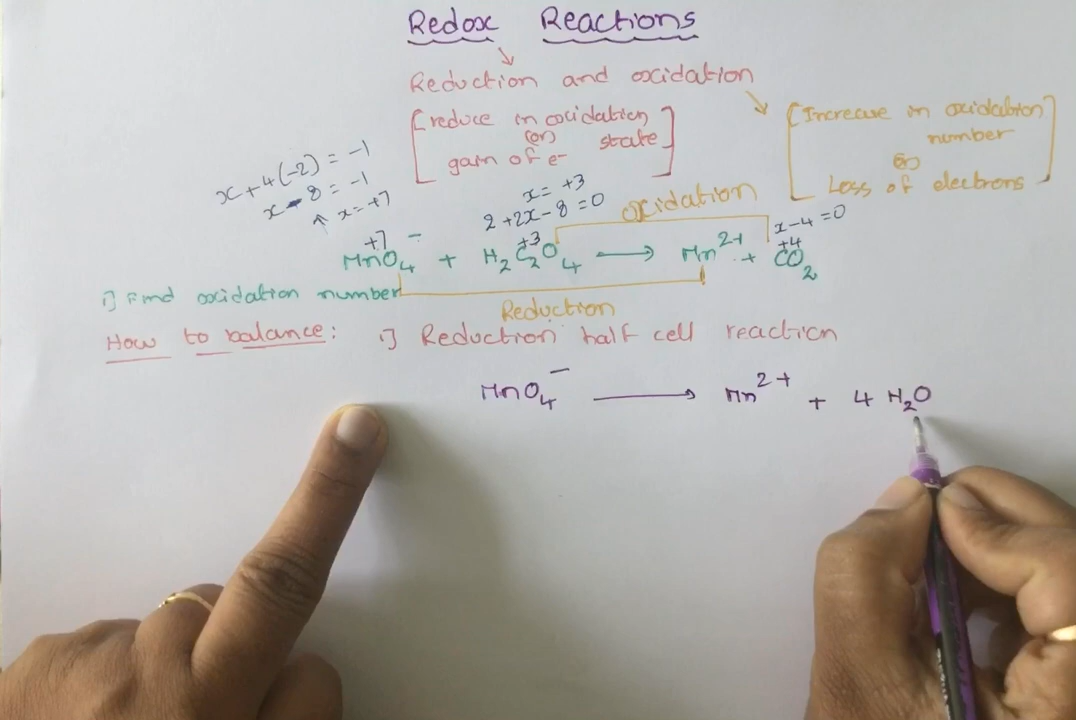 Redox Reactions
Reduction and oxidation
[reduce in oxidation
(or) state]
gain of e-
[Increase in oxidation
number
(or)
Loss of electrons]
x+4(-2) = -1
x-8 = -1
x=+7
x= +3
2+2x-8=0
oxidation
x-4=0
+7 +3 +4
MnO4- + H2C2O4 → Mn2+ + CO2
1) Find oxidation number
Reduction
How to balance: 1) Reduction half cell reaction
MnO4- → Mn2+ + 4 H2O